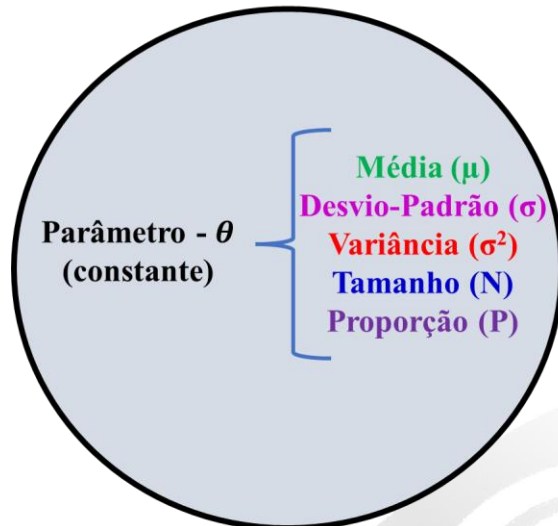 Parâmetro - θ
(constante)
Média (μ)
Desvio-Padrão (σ)
Variância (σ²)
Tamanho (N)
Proporção (P)